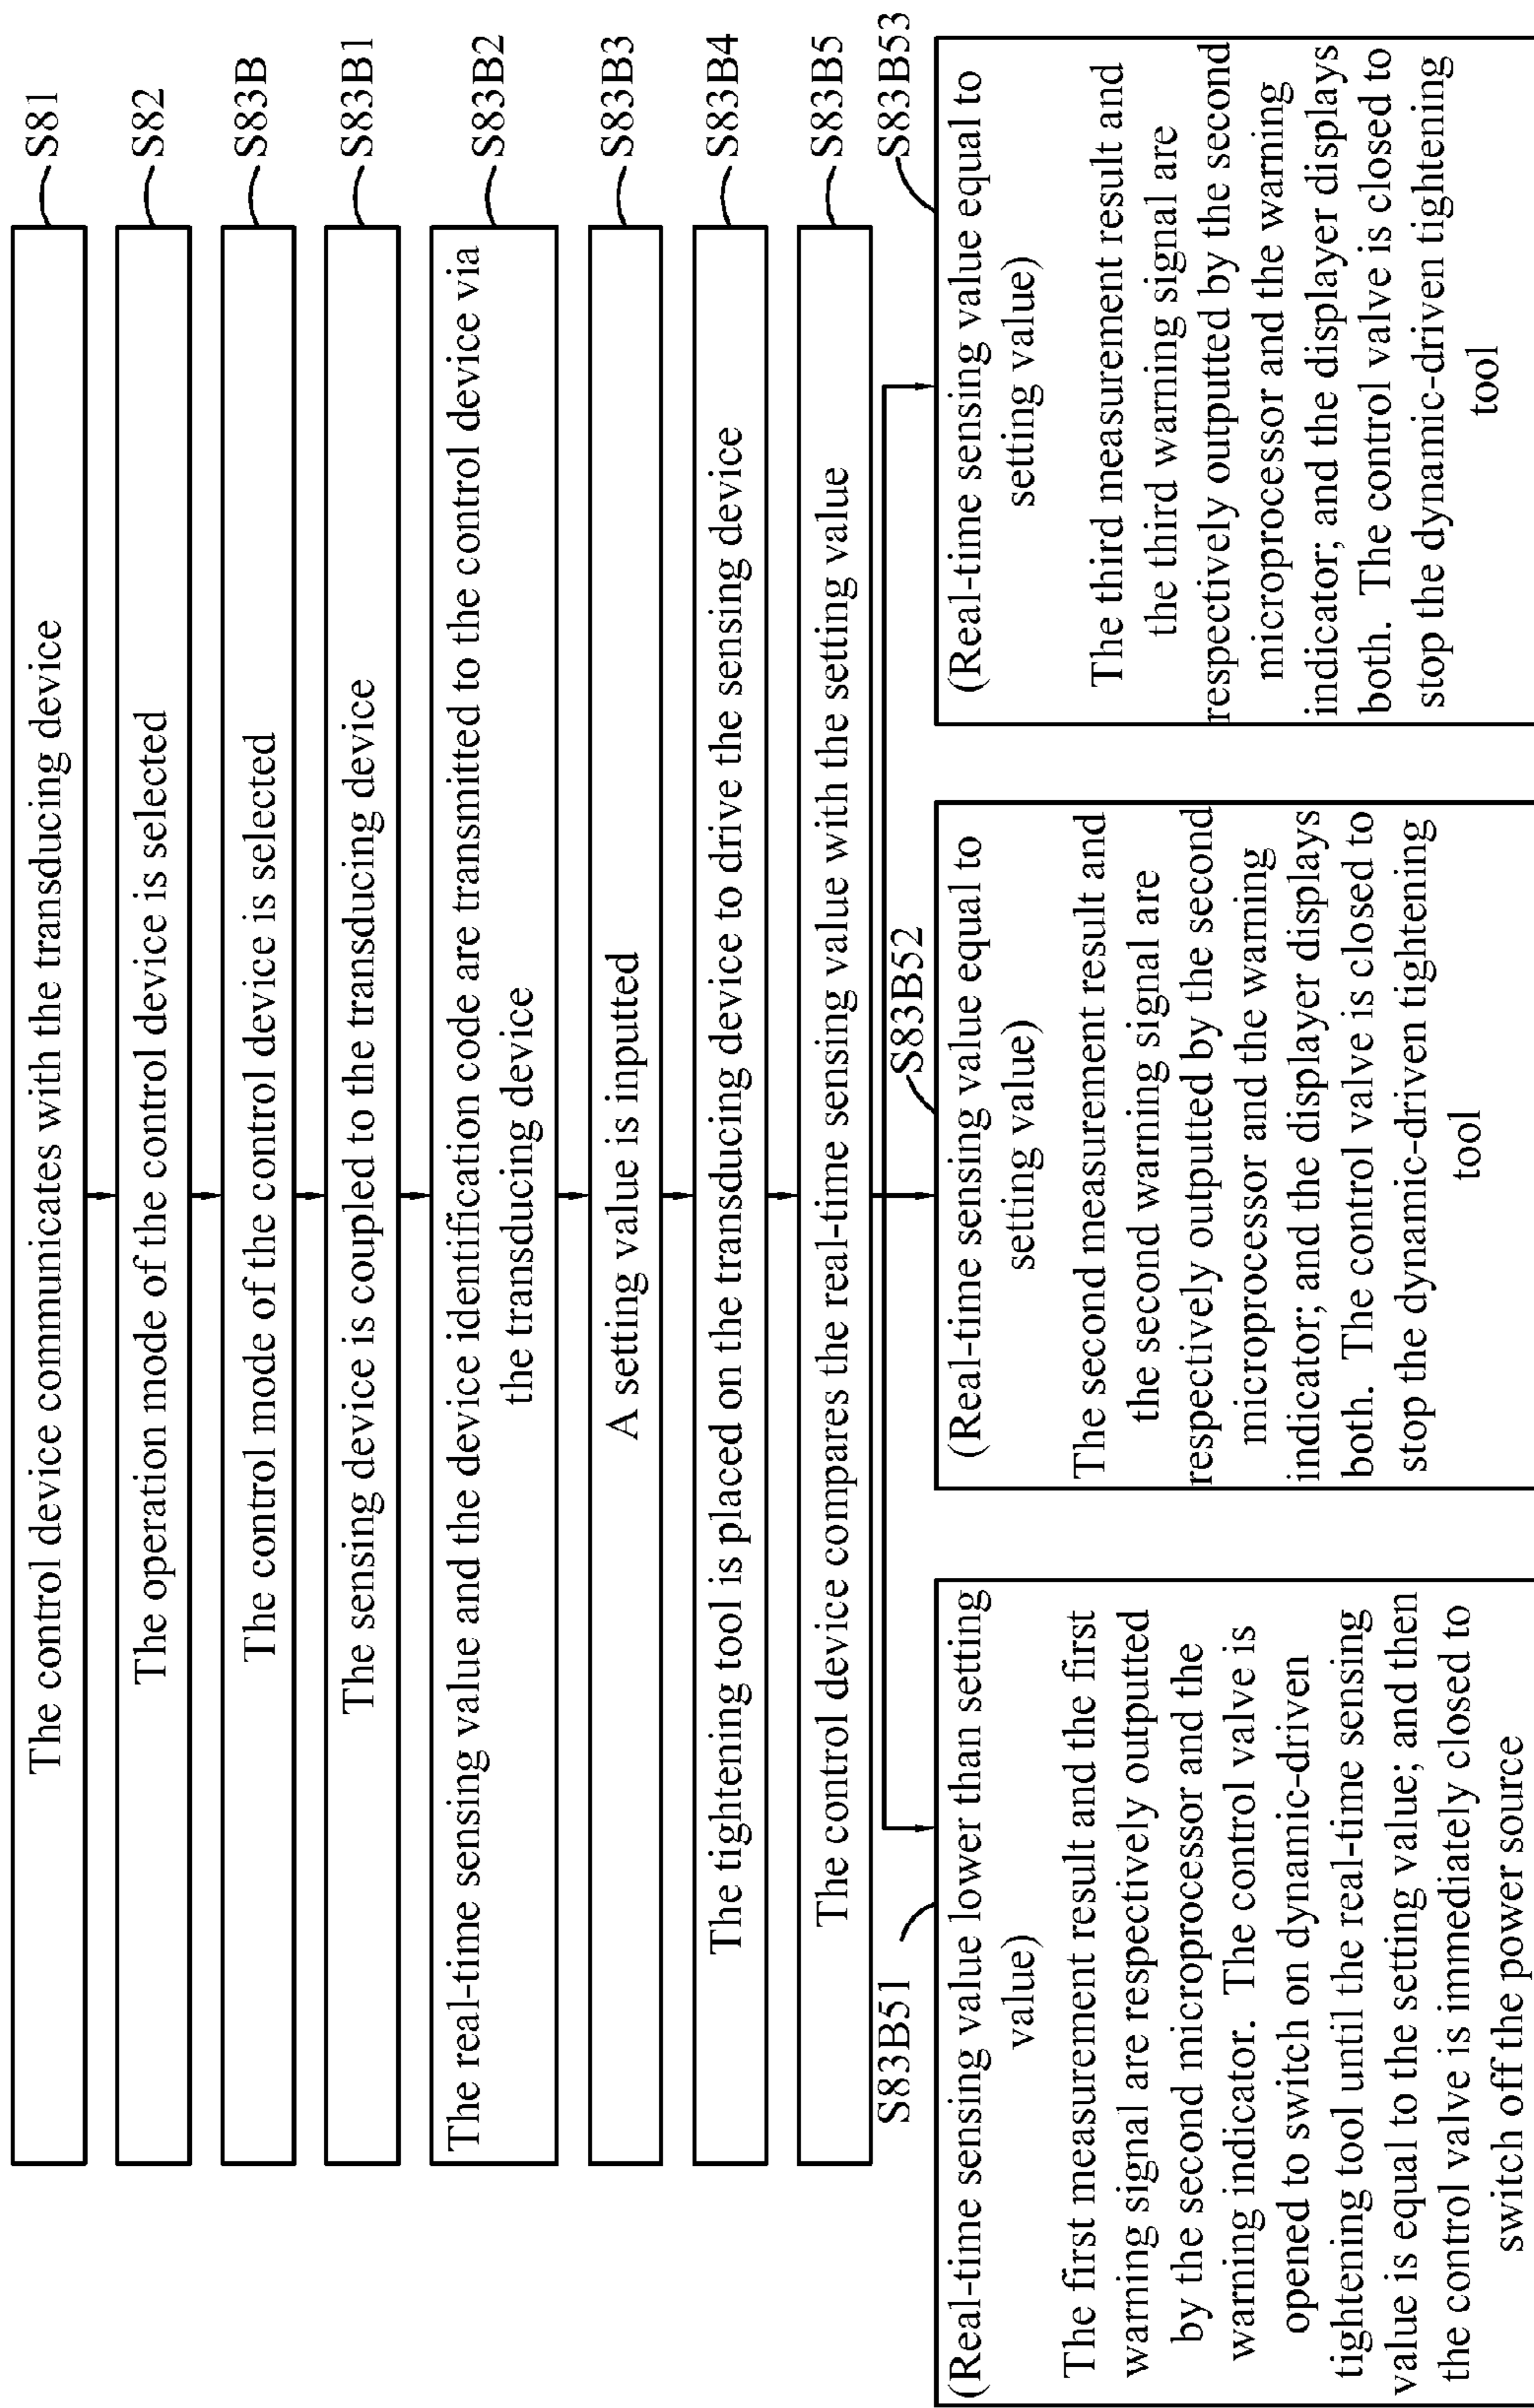 The control device communicates with the transducing device
S81
The operation mode of the control device is selected
S82
The control mode of the control device is selected
S83B
The sensing device is coupled to the transducing device
S83B1
The real-time sensing value and the device identification code are transmitted to the control device via
the transducing device
S83B2
A setting value is inputted
S83B3
The tightening tool is placed on the transducing device to drive the sensing device
S83B4
The control device compares the real-time sensing value with the setting value
S83B5
S83B51
(Real-time sensing value lower than setting
value)
The first measurement result and the first
warning signal are respectively outputted
by the second microprocessor and the
warning indicator. The control valve is
opened to switch on dynamic-driven
tightening tool until the real-time sensing
value is equal to the setting value; and then
the control valve is immediately closed to
switch off the power source
S83B52
(Real-time sensing value equal to
setting value)
The second measurement result and
the second warning signal are
respectively outputted by the second
microprocessor and the warning
indicator; and the displayer displays
both. The control valve is closed to
stop the dynamic-driven tightening
tool
S83B53
(Real-time sensing value equal to
setting value)
The third measurement result and
the third warning signal are
respectively outputted by the second
microprocessor and the warning
indicator; and the displayer displays
both. The control valve is closed to
stop the dynamic-driven tightening
tool